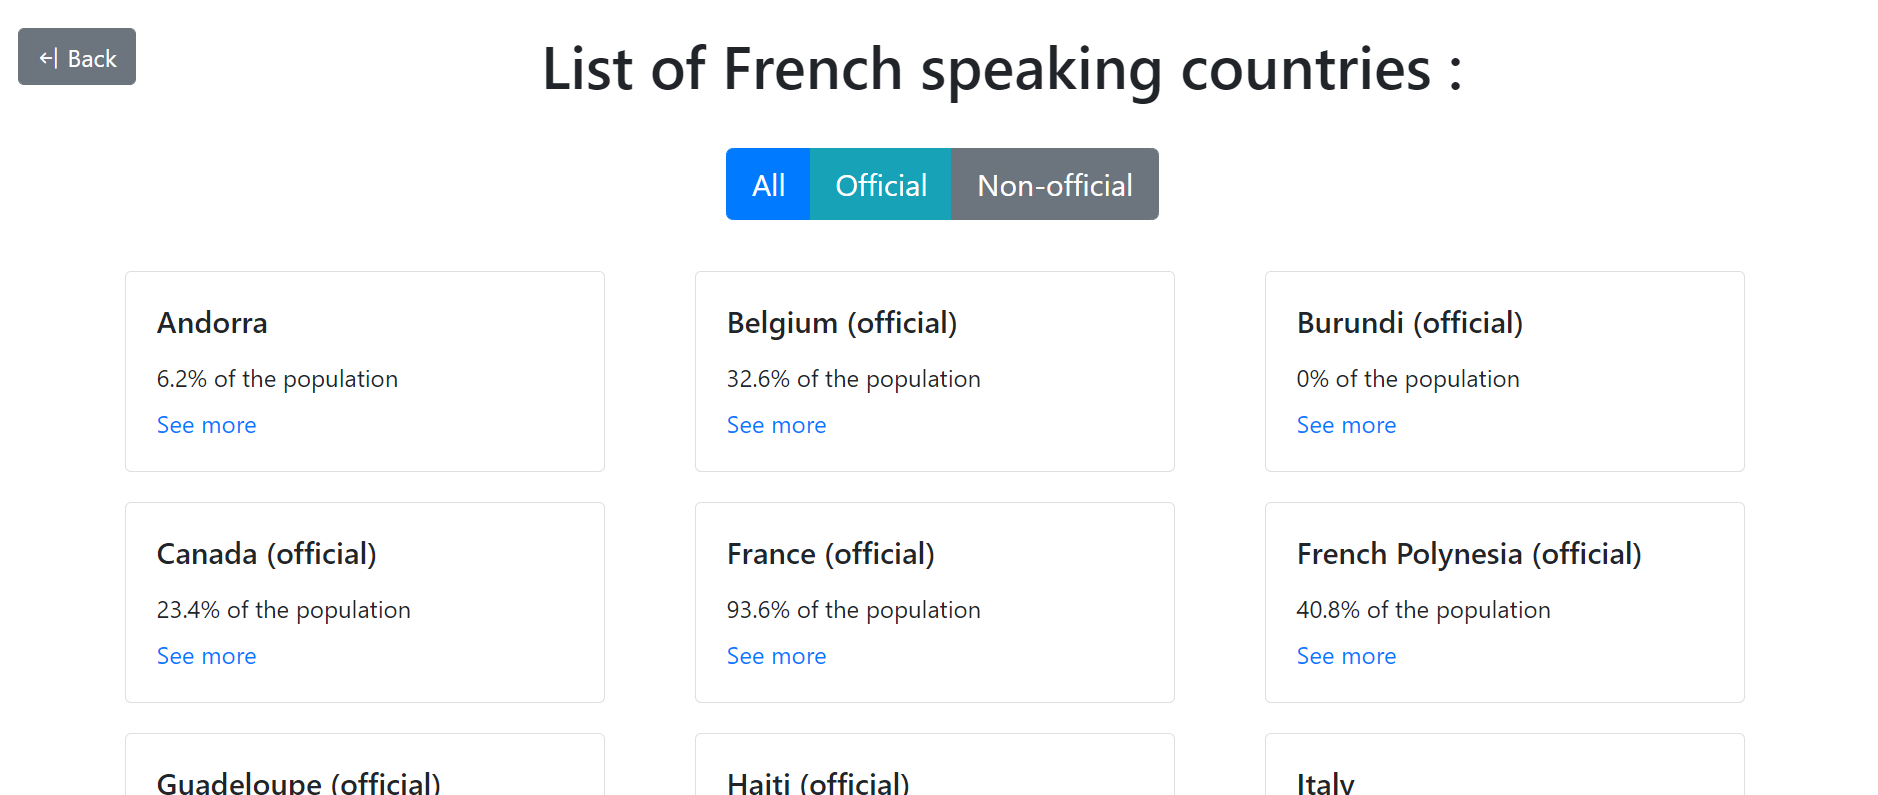 Back
List of French speaking countries :
All Official Non-official
Andorra
6.2% of the population
See more
Belgium (official)
32.6% of the population
See more
Burundi (official)
0% of the population
See more
Canada (official)
23.4% of the population
See more
France (official)
93.6% of the population
See more
French Polynesia (official)
40.8% of the population
See more
Guadeloupe (official)
Haiti (official)
Italy